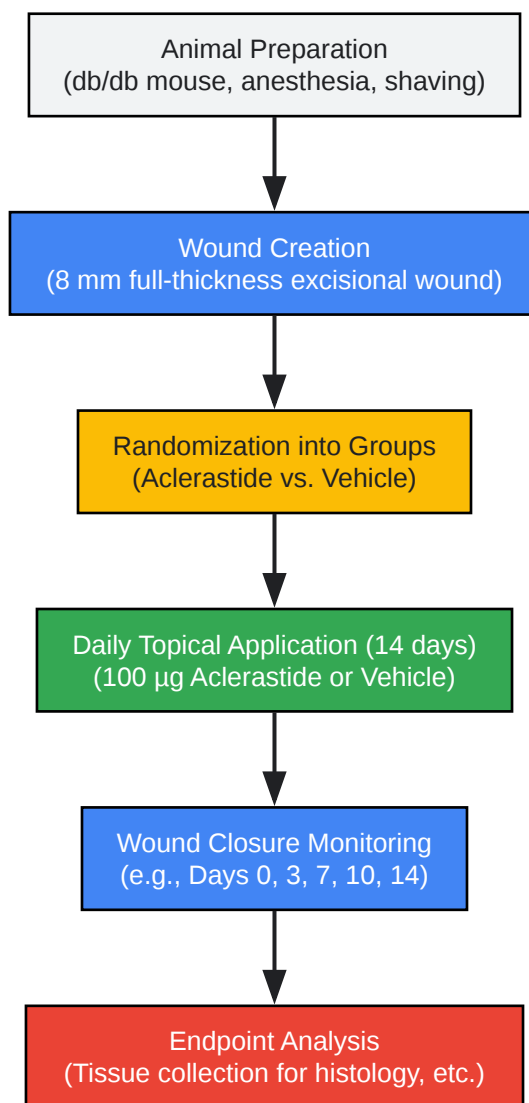 Animal Preparation
(db/db mouse, anesthesia, shaving)
Wound Creation
(8 mm full-thickness excisional wound)
Randomization into Groups
(Aclerastide vs. Vehicle)
Daily Topical Application (14 days)
(100 µg Aclerastide or Vehicle)
Wound Closure Monitoring
(e.g., Days 0, 3, 7, 10, 14)
Endpoint Analysis
(Tissue collection for histology, etc.)